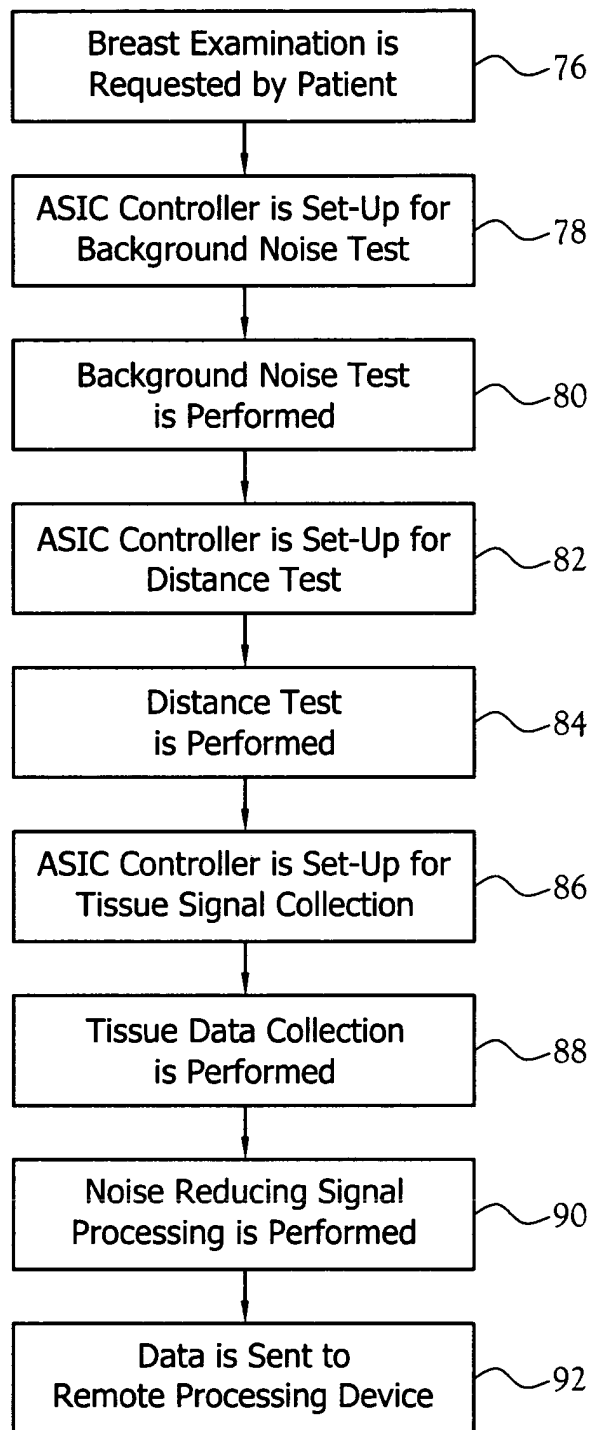 Breast Examination is
Requested by Patient
76
ASIC Controller is Set-Up for
Background Noise Test
78
Background Noise Test
is Performed
80
ASIC Controller is Set-Up for
Distance Test
82
Distance Test
is Performed
84
ASIC Controller is Set-Up for
Tissue Signal Collection
86
Tissue Data Collection
is Performed
88
Noise Reducing Signal
Processing is Performed
90
Data is Sent to
Remote Processing Device
92